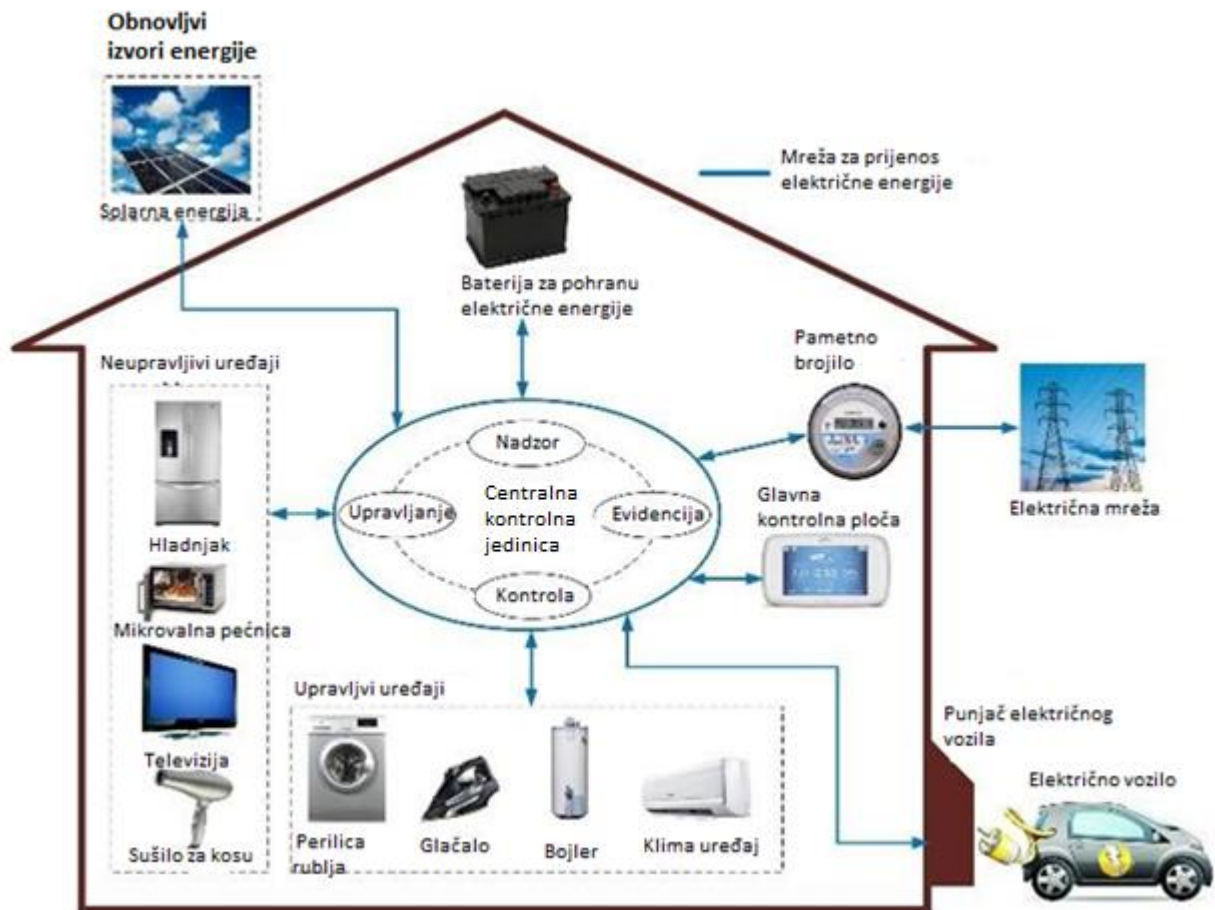 Obnovljvi
izvori energije
Solarna energija
Mreža za prijenos
električne energije
Baterija za pohranu
električne energije
Pametno
brojilo
Neupravljivi uređaji
Nadzor
Upravljanje
Centralna
kontrolna
jedinica
Evidencija
Kontrola
Glavna
kontrolna ploča
Električna mreža
Hladnjak
Mikrovalna pećnica
Televizija
Sušilo za kosu
Upravljvi uređaji
Perilica
rublja
Glačalo
Bojler
Klima uređaj
Punjač električnog
vozila
Električno vozilo